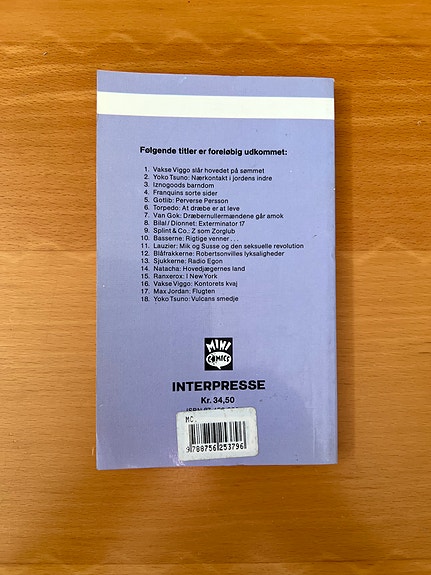 Følgende titler er foreløbig udkommet:
1. Vakse Viggo slår hovedet på sømmet
2. Yoko Tsuno: Nærkontakt i jordens indre
3. Iznogoods barndom
4. Franquins sorte sider
5. Gotlib: Perverse Persson
6. Torpedo: At dræbe er at leve
7. Van Gok: Dræbernullermændene går amok
8. Bilal/Dionnet: Exterminator 17
9. Splint & Co.: Z som Zorglub
10. Basserne: Rigtige venner...
11. Lauzier: Mik og Susse og den seksuelle revolution
12. Blåfrakkerne: Robertsonvilles lyksaligheder
13. Sjukkerne: Radio Egon
14. Natacha: Hovedjægernes land
15. Ranxerox: I New York
16. Vakse Viggo: Kontorets kvaj
17. Max Jordan: Flugten
18. Yoko Tsuno: Vulcans smedje
MINI
COMICS
INTERPRESSE
Kr. 34,50
MC.
9788756253796